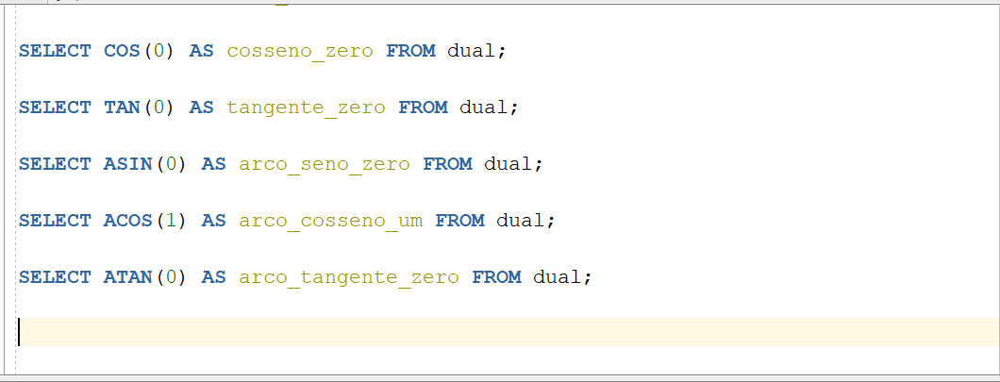 SELECT COS(0) AS cosseno_zero FROM dual;
SELECT TAN(0) AS tangente_zero FROM dual;
SELECT ASIN(0) AS arco_seno_zero FROM dual;
SELECT ACOS(1) AS arco_cosseno_um FROM dual;
SELECT ATAN(0) AS arco_tangente_zero FROM dual;